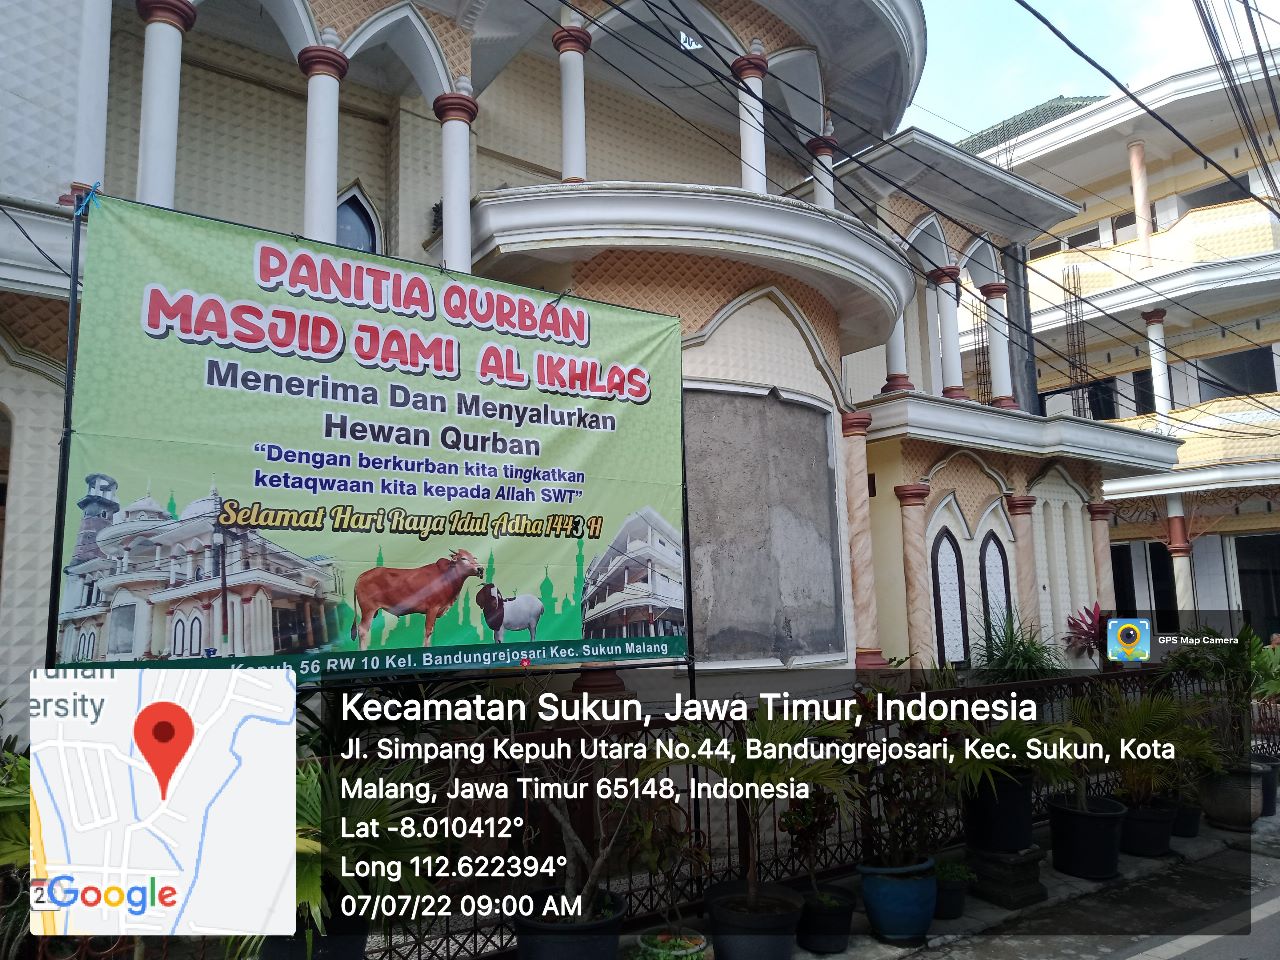 PANITIA QURBAN
MASJID JAMI AL IKHLAS
Menerima Dan Menyalurkan
Hewan Qurban
“Dengan berkurban kita tingkatkan
ketaqwaan kita kepada Allah SWT”
Selamat Hari Raya Idul Adha 1443 H
Kepuh 56 RW 10 Kel. Bandungrejosari Kec. Sukun Malang
GPS Map Camera
ersity
Google
Kecamatan Sukun, Jawa Timur, Indonesia
Jl. Simpang Kepuh Utara No.44, Bandungrejosari, Kec. Sukun, Kota
Malang, Jawa Timur 65148, Indonesia
Lat -8.010412°
Long 112.622394°
07/07/22 09:00 AM